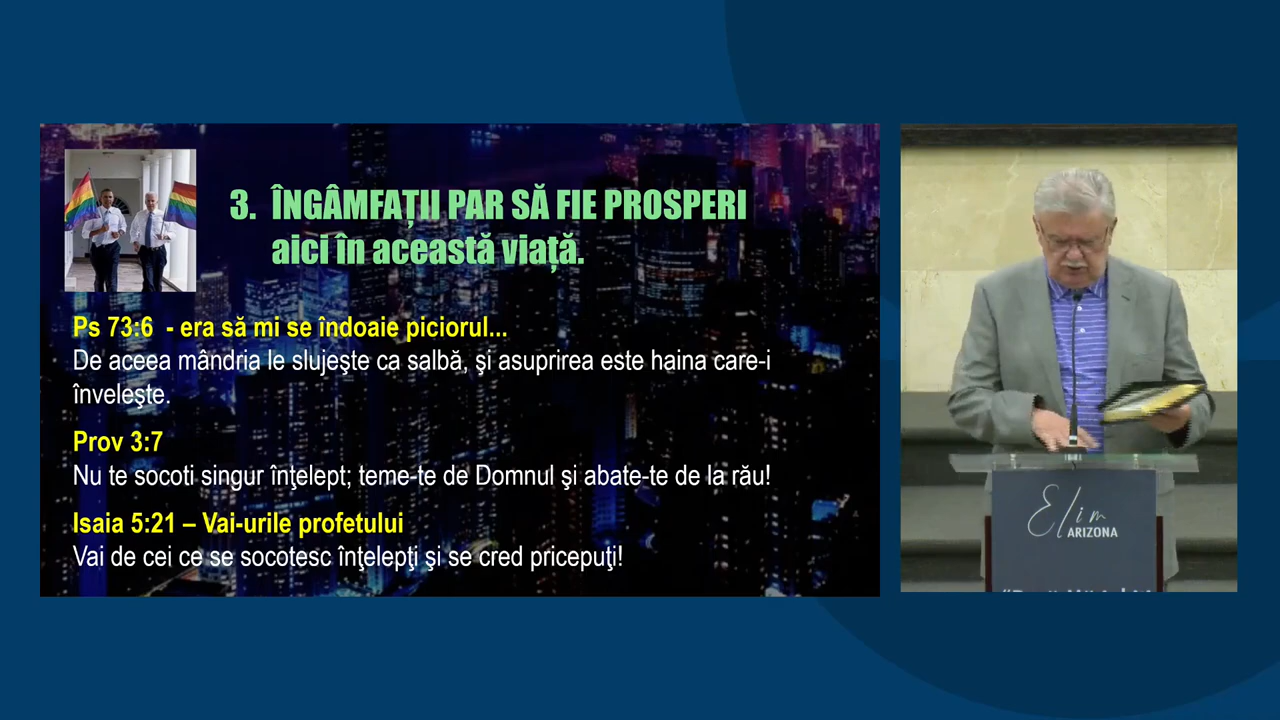 3. ÎNGÂMFAȚII PAR SĂ FIE PROSPERI
aici în această viață.
Ps 73:6 - era să mi se îndoaie piciorul...
De aceea mândria le slujeşte ca salbă, şi asuprirea este haina care-i
înveleşte.
Prov 3:7
Nu te socoti singur înţelept; teme-te de Domnul şi abate-te de la rău!
Isaia 5:21 – Vai-urile profetului
Vai de cei ce se socotesc înţelepţi şi se cred pricepuţi!
Elim
ARIZONA